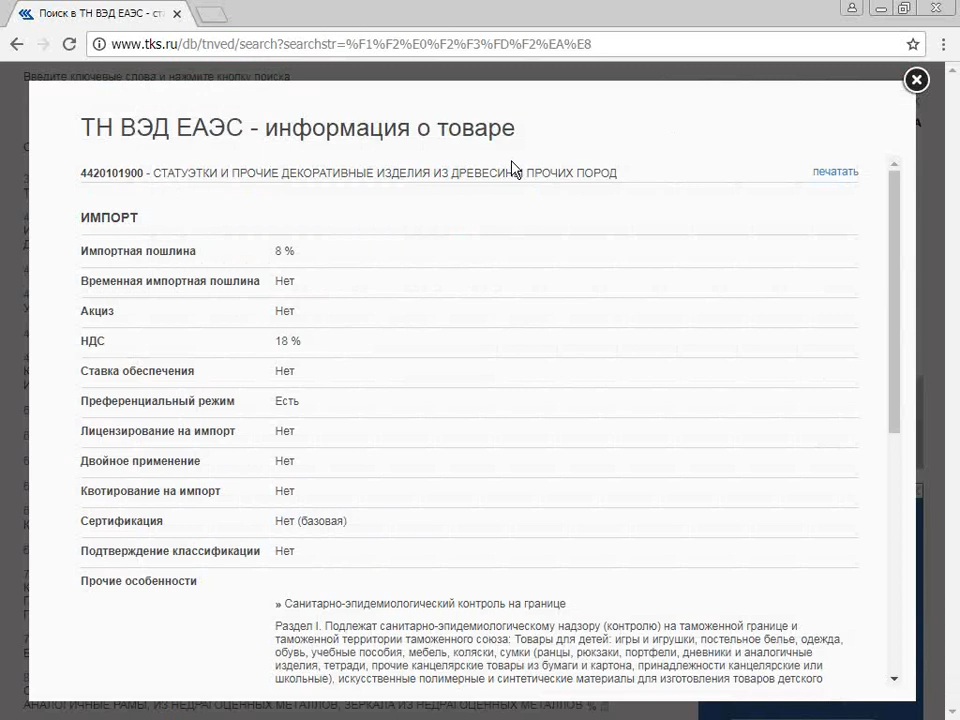 Поиск в ТН ВЭД ЕАЭС - ста
www.tks.ru/db/tnved/search?searchstr=%F1%F2%E0%F2%F3%FD%F2%EA%E8
Введите ключевые слова и нажмите кнопку поиска
ТН ВЭД ЕАЭС - информация о товаре
4420101900 - СТАТУЭТКИ И ПРОЧИЕ ДЕКОРАТИВНЫЕ ИЗДЕЛИЯ ИЗ ДРЕВЕСИНЫ ПРОЧИХ ПОРОД
печатать
ИМПОРТ
Импортная пошлина 8 %
Временная импортная пошлина Нет
Акциз Нет
НДС 18 %
Ставка обеспечения Нет
Преференциальный режим Есть
Лицензирование на импорт Нет
Двойное применение Нет
Квотирование на импорт Нет
Сертификация Нет (базовая)
Подтверждение классификации Нет
Прочие особенности
» Санитарно-эпидемиологический контроль на границе
Раздел I. Подлежат санитарно-эпидемиологическому надзору (контролю) на таможенной границе и
таможенной территории таможенного союза: Товары для детей: игры и игрушки, постельное белье, одежда,
обувь, учебные пособия, мебель, коляски, сумки (ранцы, рюкзаки, портфели, дневники и аналогичные
изделия, тетради, прочие канцелярские товары из бумаги и картона, принадлежности канцелярские или
школьные), искусственные полимерные и синтетические материалы для изготовления товаров детского
АНАЛОГИЧНЫЕ РАМЫ, ИЗ НЕДРАГОЦЕННЫХ МЕТАЛЛОВ, ЗЕРКАЛА ИЗ НЕДРАГОЦЕННЫХ МЕТАЛЛОВ %